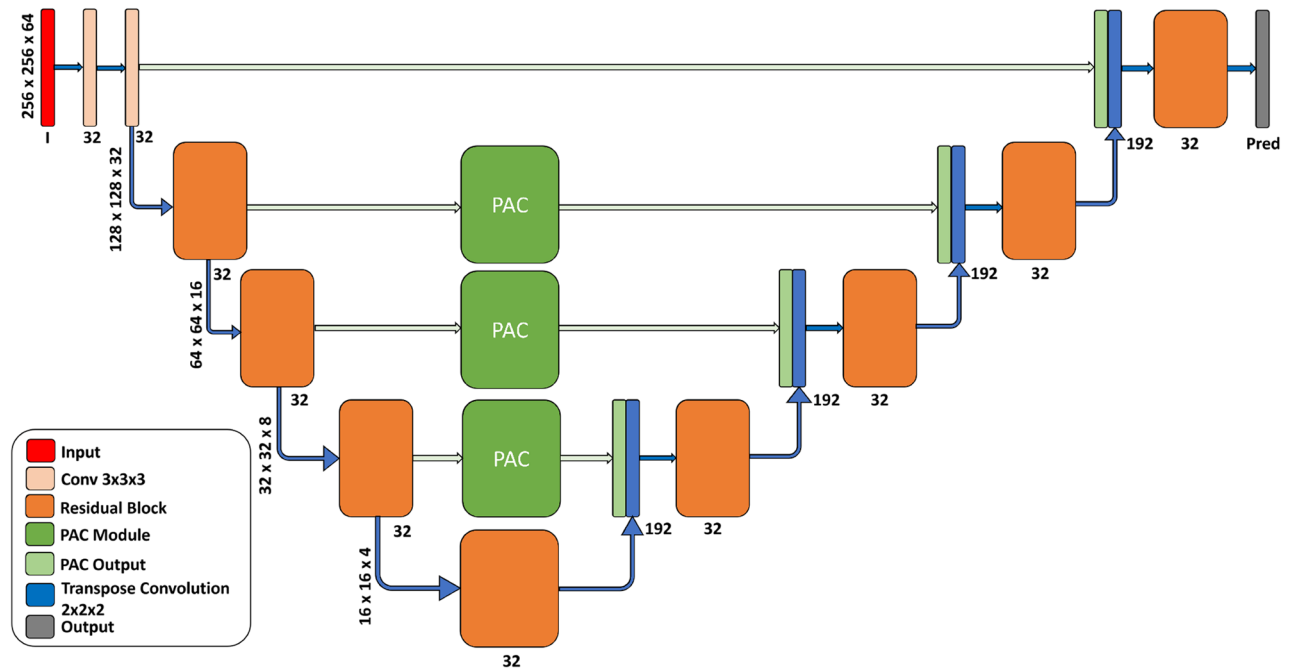 256 x 256 x 64
I
32
32
192
32
Pred
128 x 128 x 32
PAC
32
192
32
64 x 64 x 16
PAC
32
192
32
32 x 32 x 8
PAC
32
192
32
16 x 16 x 4
32
Input
Conv 3x3x3
Residual Block
PAC Module
PAC Output
Transpose Convolution
2x2x2
Output